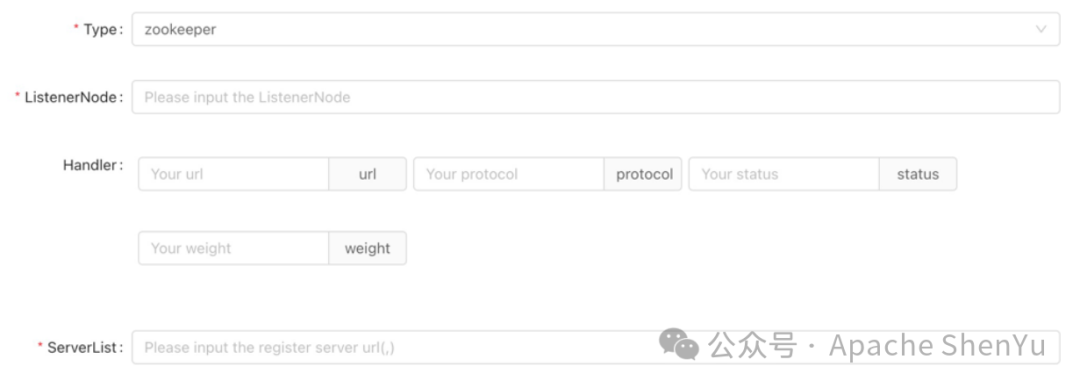 * Type : zookeeper
* ListenerNode : Please input the ListenerNode
Handler : Your url url Your protocol protocol Your status status
Your weight weight
* ServerList : Please input the register server url(,)
公众号 · Apache ShenYu